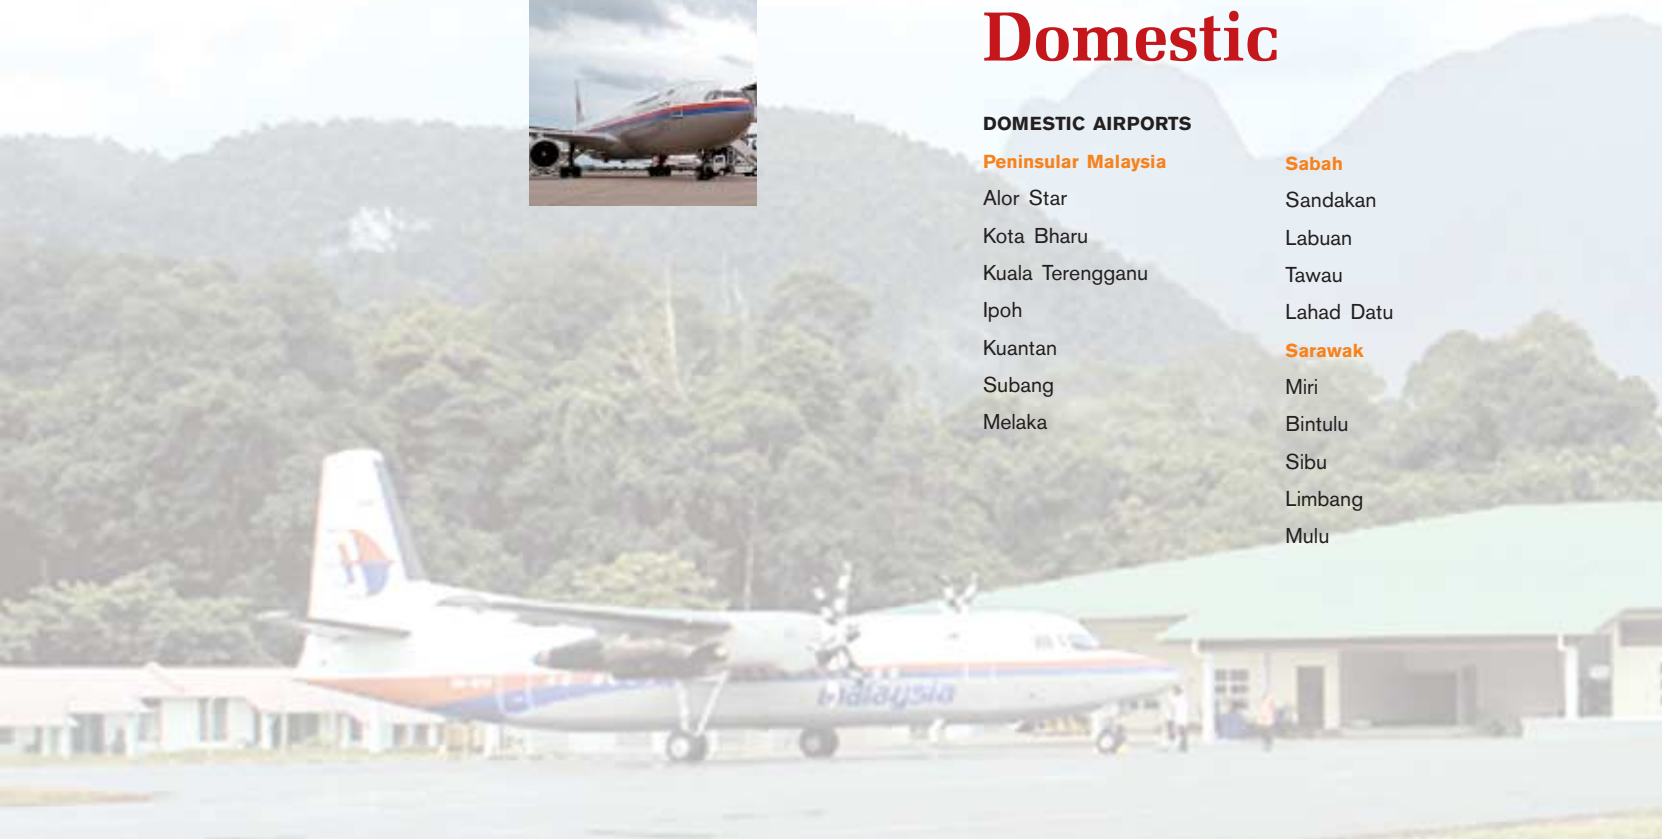 Domestic
DOMESTIC AIRPORTS
Peninsular Malaysia
Alor Star
Kota Bharu
Kuala Terengganu
Ipoh
Kuantan
Subang
Melaka
Sabah
Sandakan
Labuan
Tawau
Lahad Datu
Sarawak
Miri
Bintulu
Sibu
Limbang
Mulu
malaysia